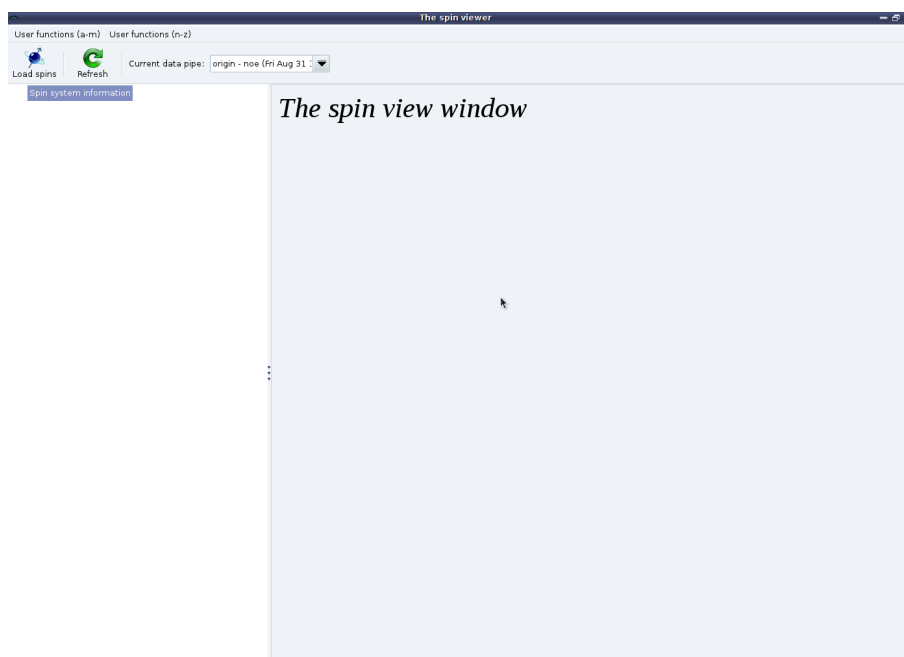 The spin viewer
User functions (a-m) User functions (n-z)
Load spins
Refresh
Current data pipe:
origin - noe (Fri Aug 31
Spin system information
The spin view window